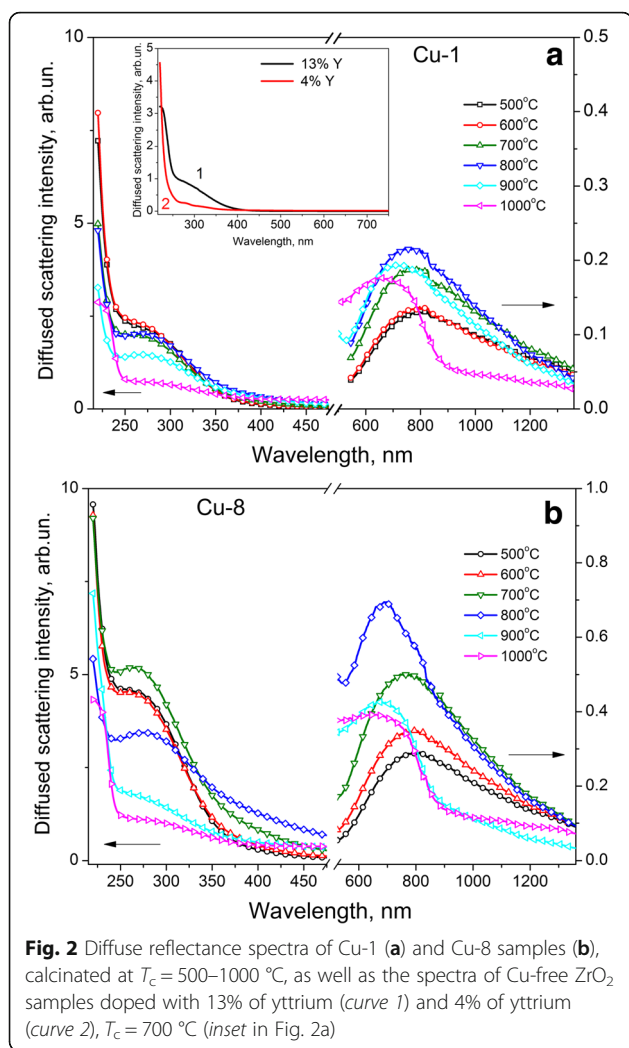 10
5
0
Diffused scattering intensity, arb.un.
250 300 350 400 450
600 800 1000 1200
Wavelength, nm
0.5
0.4
0.3
0.2
0.1
0.0
Cu-1
a
500°C
600°C
700°C
800°C
900°C
1000°C
5
4
3
2
1
0
Diffused scattering intensity, arb.un.
300 400 500 600 700
Wavelength, nm
13% Y
4% Y
1
2
10
5
0
Diffused scattering intensity, arb.un.
250 300 350 400 450
600 800 1000 1200
Wavelength, nm
1.0
0.8
0.6
0.4
0.2
0.0
Cu-8
b
500°C
600°C
700°C
800°C
900°C
1000°C
Fig. 2 Diffuse reflectance spectra of Cu-1 (a) and Cu-8 samples (b),
calcinated at Tc = 500–1000 °C, as well as the spectra of Cu-free ZrO2
samples doped with 13% of yttrium (curve 1) and 4% of yttrium
(curve 2), Tc = 700 °C (inset in Fig. 2a)